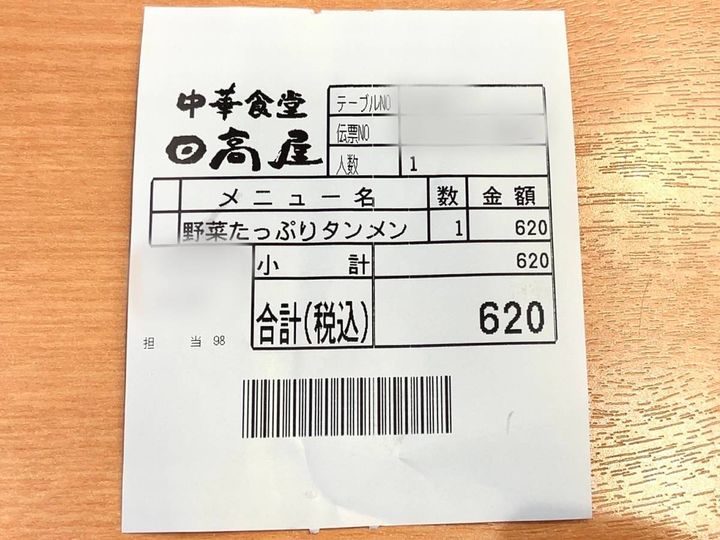 中華食堂
日高屋
テーブルNO
伝票NO
人数 1
メニュー名 数 金額
野菜たっぷりタンメン 1 620
小計 620
合計(税込) 620
担当 98